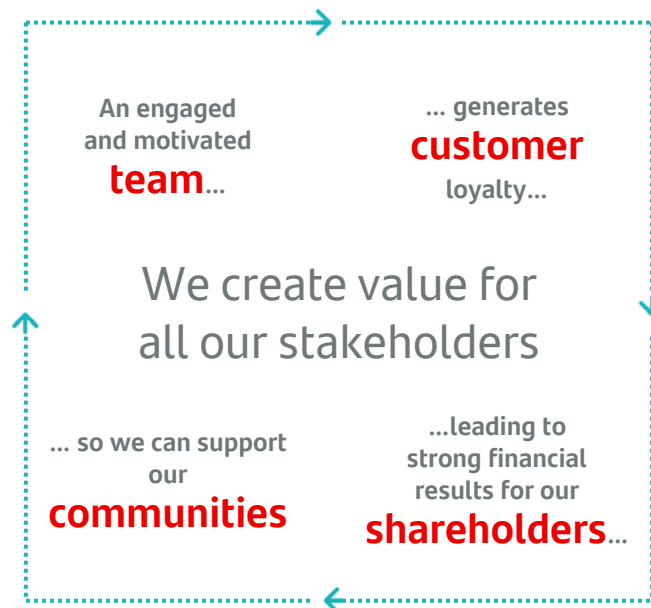 An engaged
and motivated
team...
... generates
customer
loyalty...
We create value for
all our stakeholders
...leading to
strong financial
results for our
shareholders...
... so we can support
our
communities